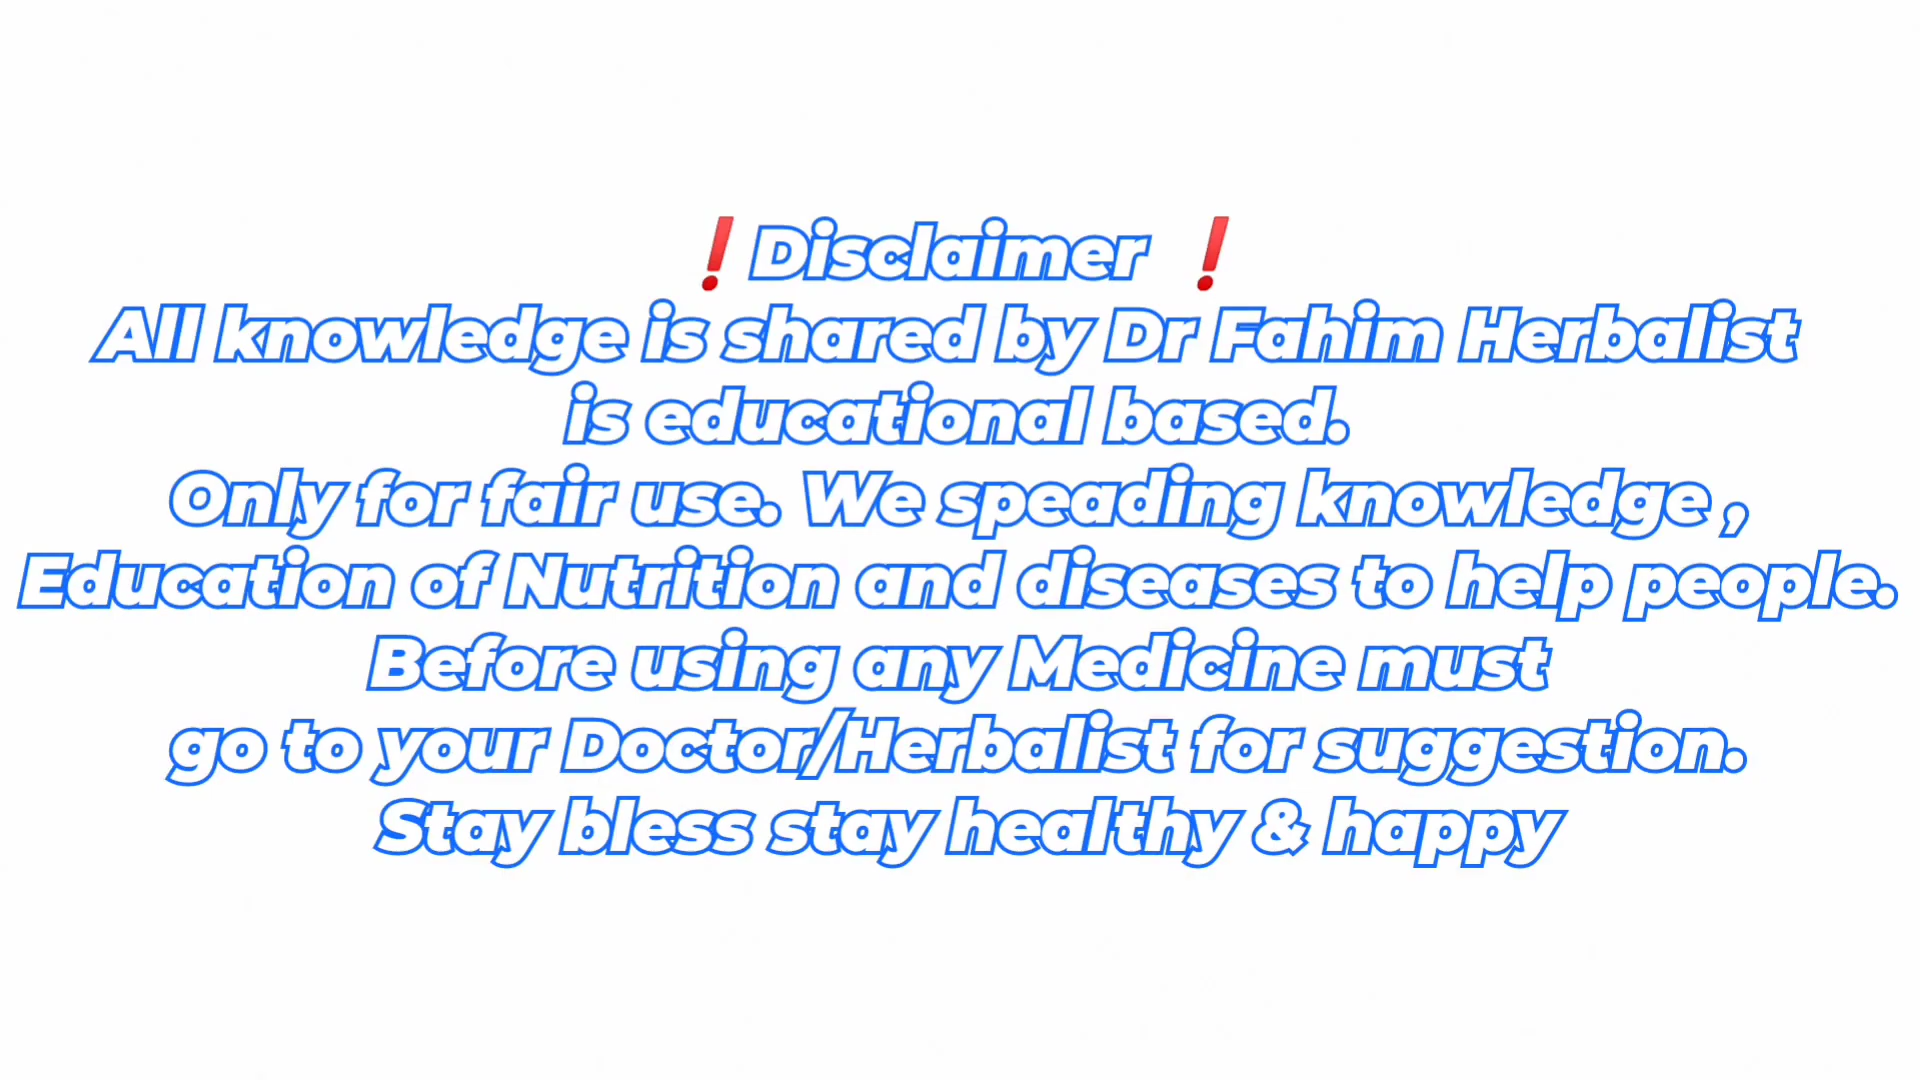 ❗Disclaimer ❗
All knowledge is shared by Dr Fahim Herbalist
is educational based.
Only for fair use. We speading knowledge ,
Education of Nutrition and diseases to help people.
Before using any Medicine must
go to your Doctor/Herbalist for suggestion.
Stay bless stay healthy & happy